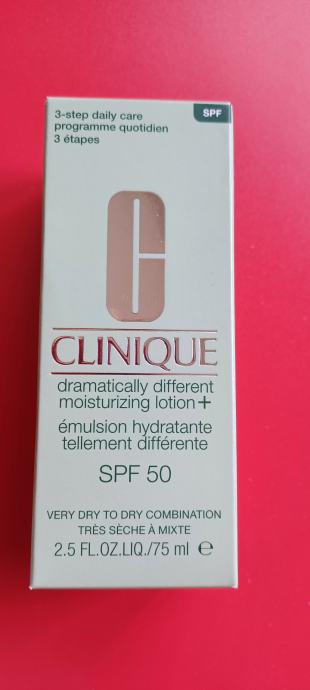 3-step daily care
programme quotidien
3 étapes
SPF
CLINIQUE
dramatically different
moisturizing lotion+
émulsion hydratante
tellement différente
SPF 50
VERY DRY TO DRY COMBINATION
TRÈS SÈCHE À MIXTE
2.5 FL.OZ.LIQ./75 ml ℮